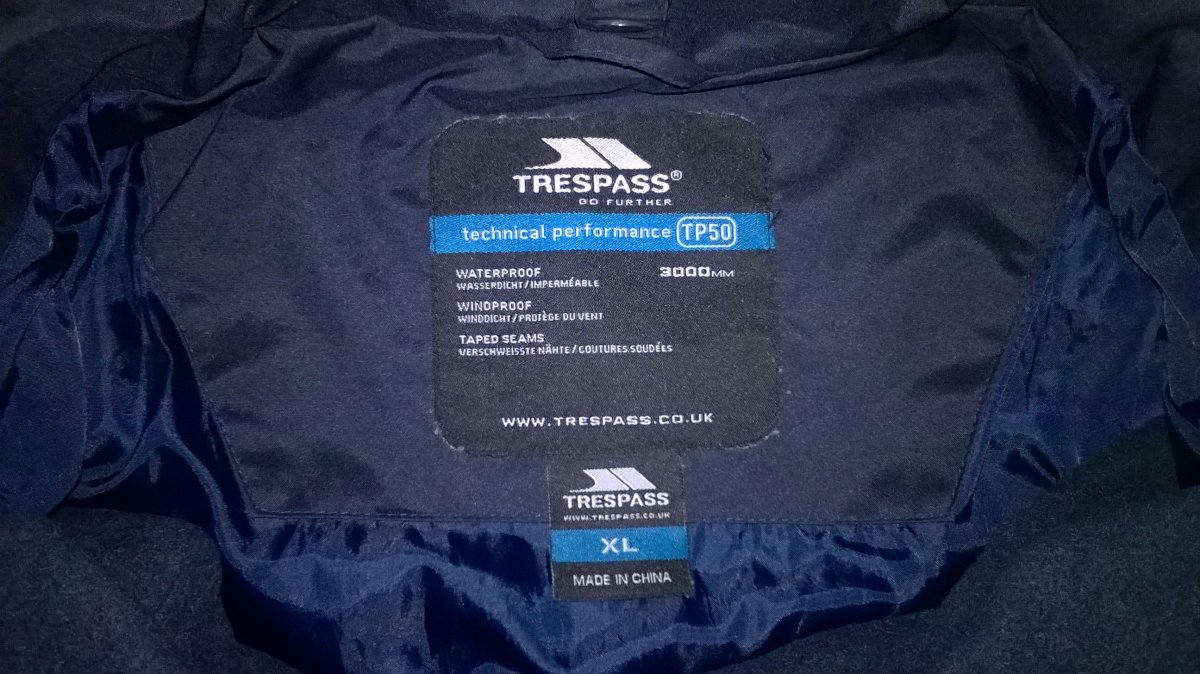 TRESPASS®
GO FURTHER
technical performance TP50
WATERPROOF 3000MM
WASSERDICHT/IMPERMÉABLE
WINDPROOF
WINDDICHT/PROTÈGE DU VENT
TAPED SEAMS
VERSCHWEISSTE NÄHTE/COUTURES SOUDÉES
WWW.TRESPASS.CO.UK
TRESPASS
WWW.TRESPASS.CO.UK
XL
MADE IN CHINA